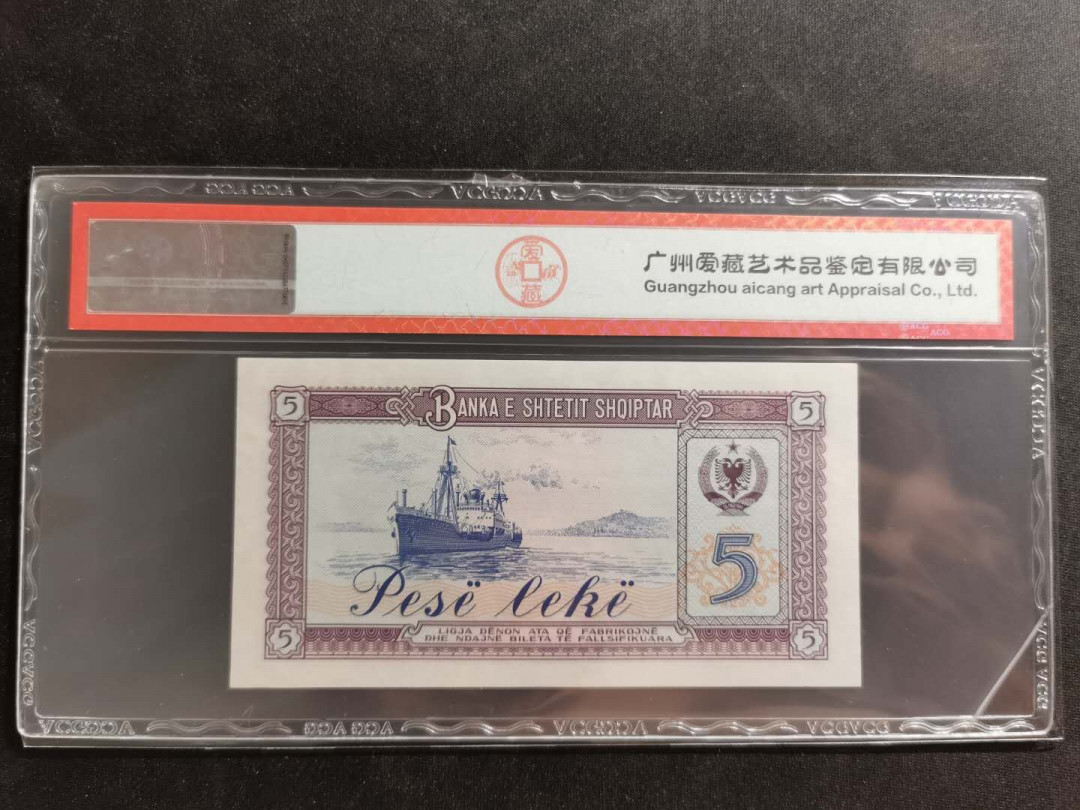 爱藏
广州爱藏艺术品鉴定有限公司
Guangzhou aicang art Appraisal Co., Ltd.
5 BANKA E SHTETIT SHQIPTAR 5
5
Pesë lekë
5 LIGJA DËNON ATA QË FABRIKOJNË 5
DHE NDAJNË BILETA TË FALLSIFIKUARA